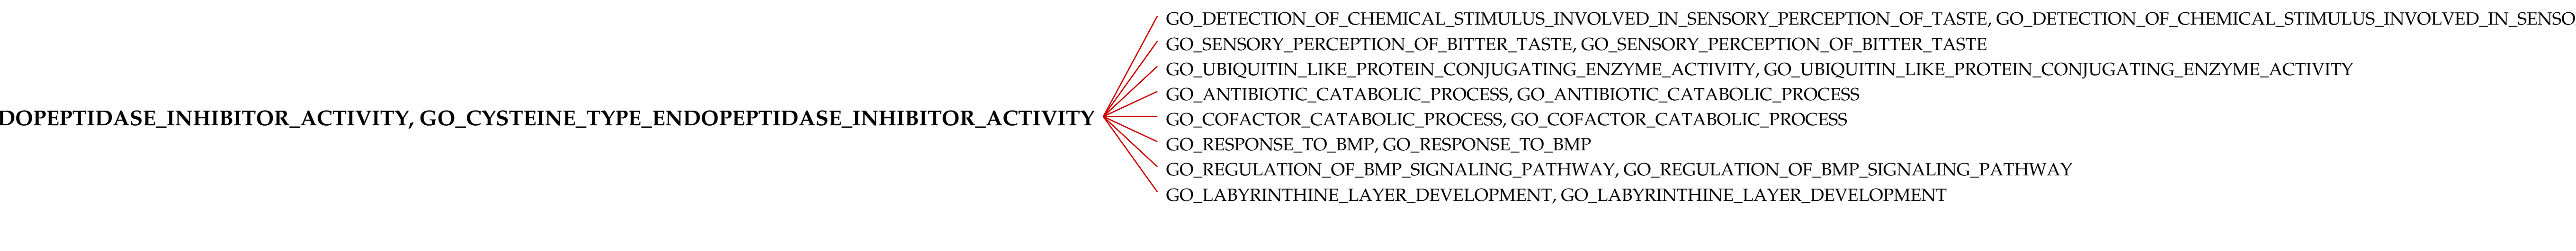 GO_DETECTION_OF_CHEMICAL_STIMULUS_INVOLVED_IN_SENSORY_PERCEPTION_OF_TASTE, GO_DETECTION_OF_CHEMICAL_STIMULUS_INVOLVED_IN_SENSO
GO_SENSORY_PERCEPTION_OF_BITTER_TASTE, GO_SENSORY_PERCEPTION_OF_BITTER_TASTE
GO_UBIQUITIN_LIKE_PROTEIN_CONJUGATING_ENZYME_ACTIVITY, GO_UBIQUITIN_LIKE_PROTEIN_CONJUGATING_ENZYME_ACTIVITY
GO_ANTIBIOTIC_CATABOLIC_PROCESS, GO_ANTIBIOTIC_CATABOLIC_PROCESS
DOPEPTIDASE_INHIBITOR_ACTIVITY, GO_CYSTEINE_TYPE_ENDOPEPTIDASE_INHIBITOR_ACTIVITY
GO_COFACTOR_CATABOLIC_PROCESS, GO_COFACTOR_CATABOLIC_PROCESS
GO_RESPONSE_TO_BMP, GO_RESPONSE_TO_BMP
GO_REGULATION_OF_BMP_SIGNALING_PATHWAY, GO_REGULATION_OF_BMP_SIGNALING_PATHWAY
GO_LABYRINTHINE_LAYER_DEVELOPMENT, GO_LABYRINTHINE_LAYER_DEVELOPMENT